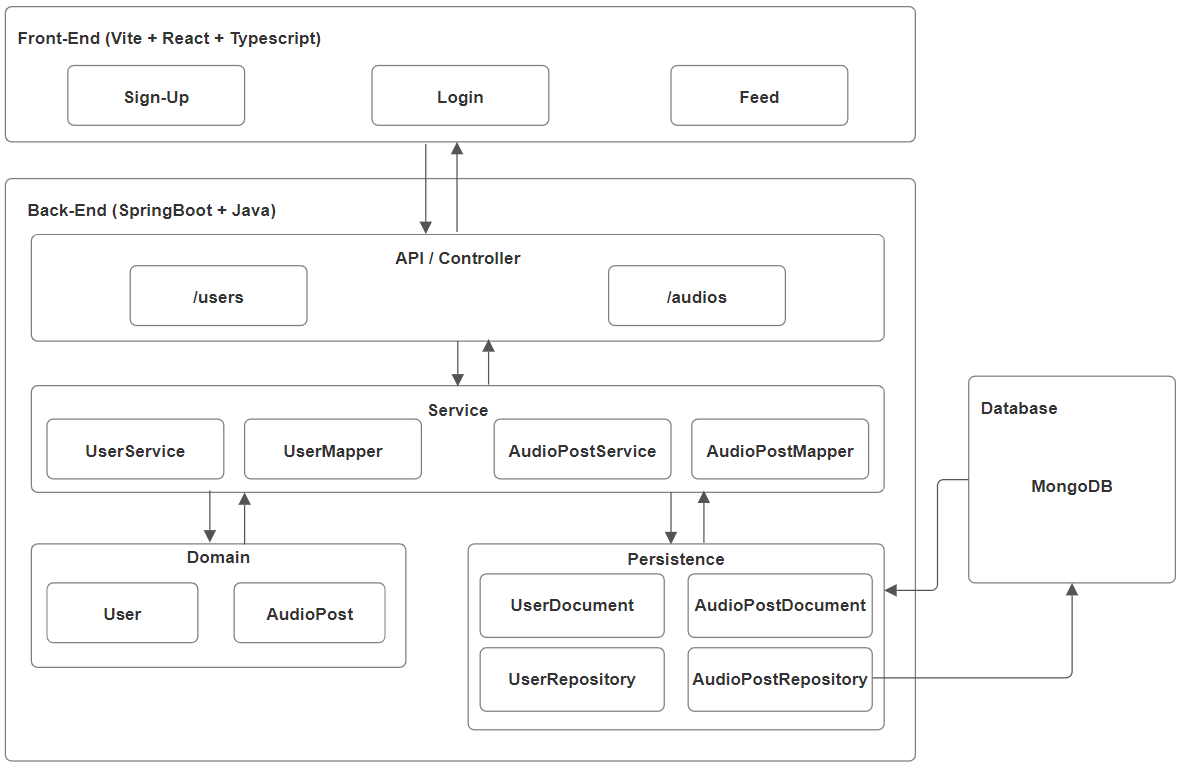 Front-End (Vite + React + Typescript)
Sign-Up
Login
Feed
Back-End (SpringBoot + Java)
API / Controller
/users
/audios
Service
UserService
UserMapper
AudioPostService
AudioPostMapper
Database
MongoDB
Domain
User
AudioPost
Persistence
UserDocument
AudioPostDocument
UserRepository
AudioPostRepository